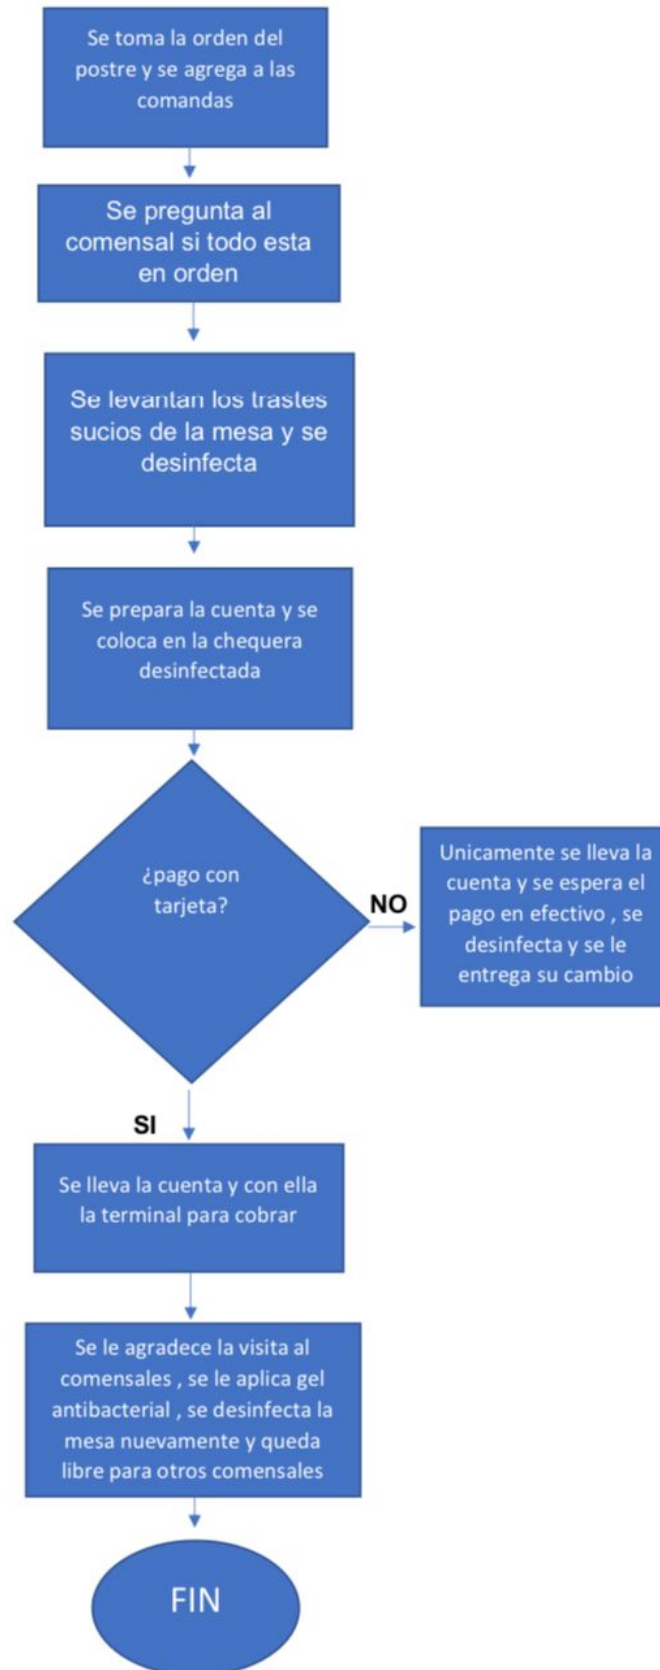 Se toma la orden del
postre y se agrega a las
comandas
Se pregunta al
comensal si todo esta
en orden
Se levantan los trastes
sucios de la mesa y se
desinfecta
Se prepara la cuenta y se
coloca en la chequera
desinfectada
¿pago con
tarjeta?
NO
Unicamente se lleva la
cuenta y se espera el
pago en efectivo , se
desinfecta y se le
entrega su cambio
SI
Se lleva la cuenta y con ella
la terminal para cobrar
Se le agradece la visita al
comensales , se le aplica gel
antibacterial , se desinfecta la
mesa nuevamente y queda
libre para otros comensales
FIN